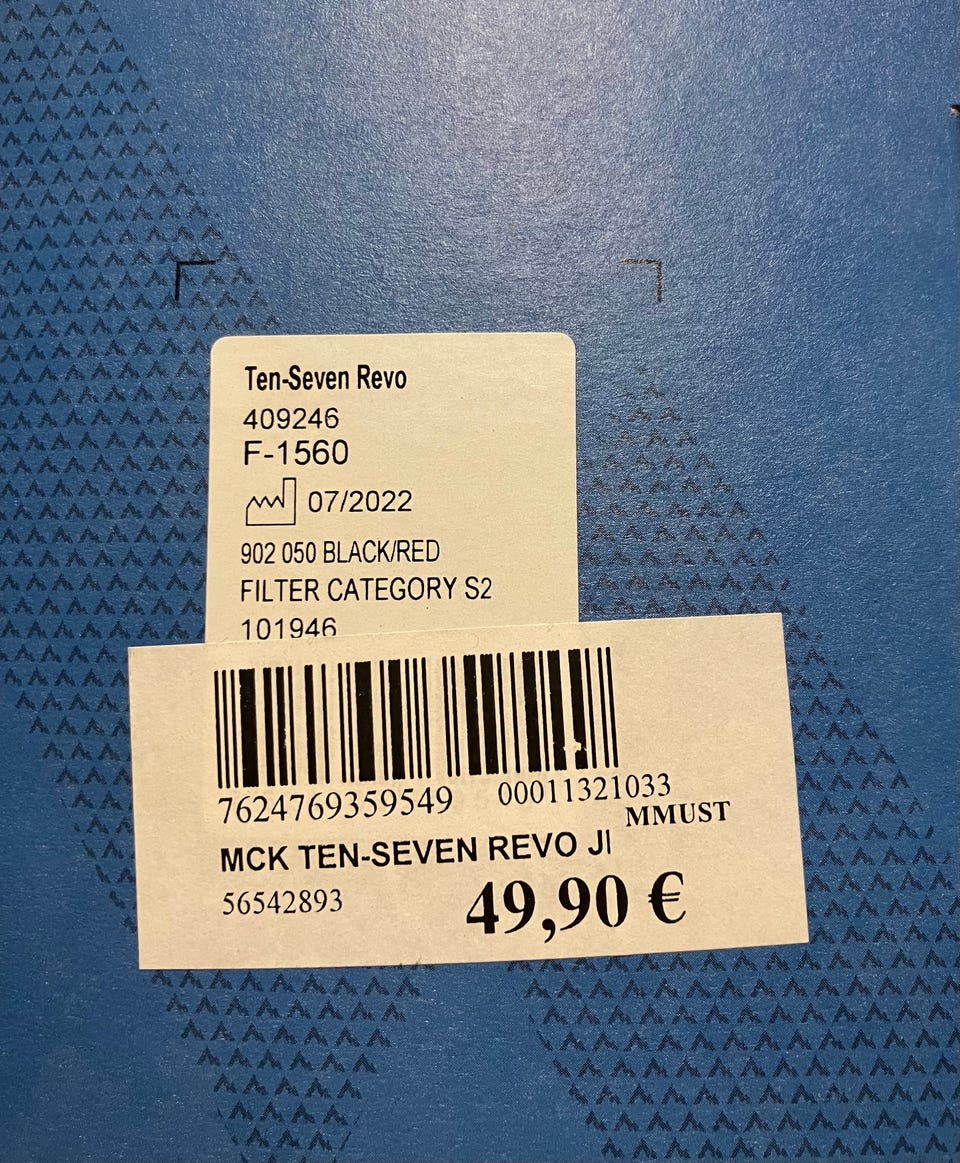 Ten-Seven Revo
409246
F-1560
07/2022
902 050 BLACK/RED
FILTER CATEGORY S2
101946
7624769359549 00011321033
MMUST
MCK TEN-SEVEN REVO JI
56542893 49,90 €